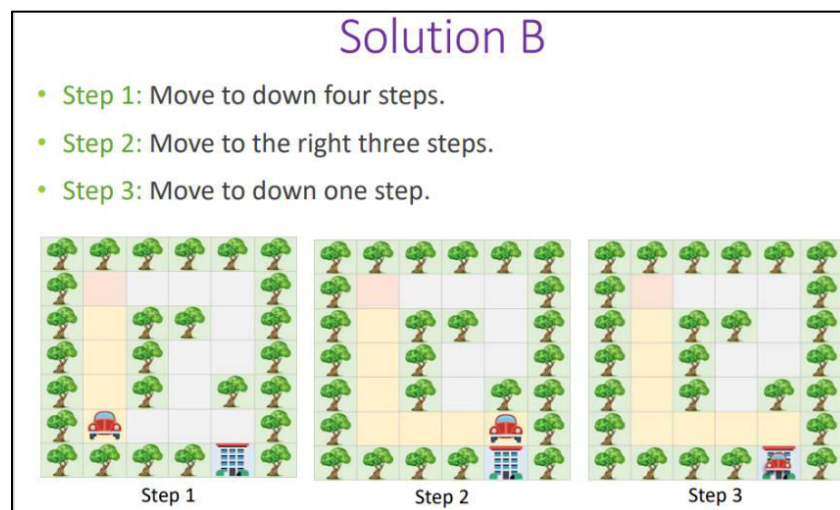 Solution B
• Step 1: Move to down four steps.
• Step 2: Move to the right three steps.
• Step 3: Move to down one step.
Step 1
Step 2
Step 3